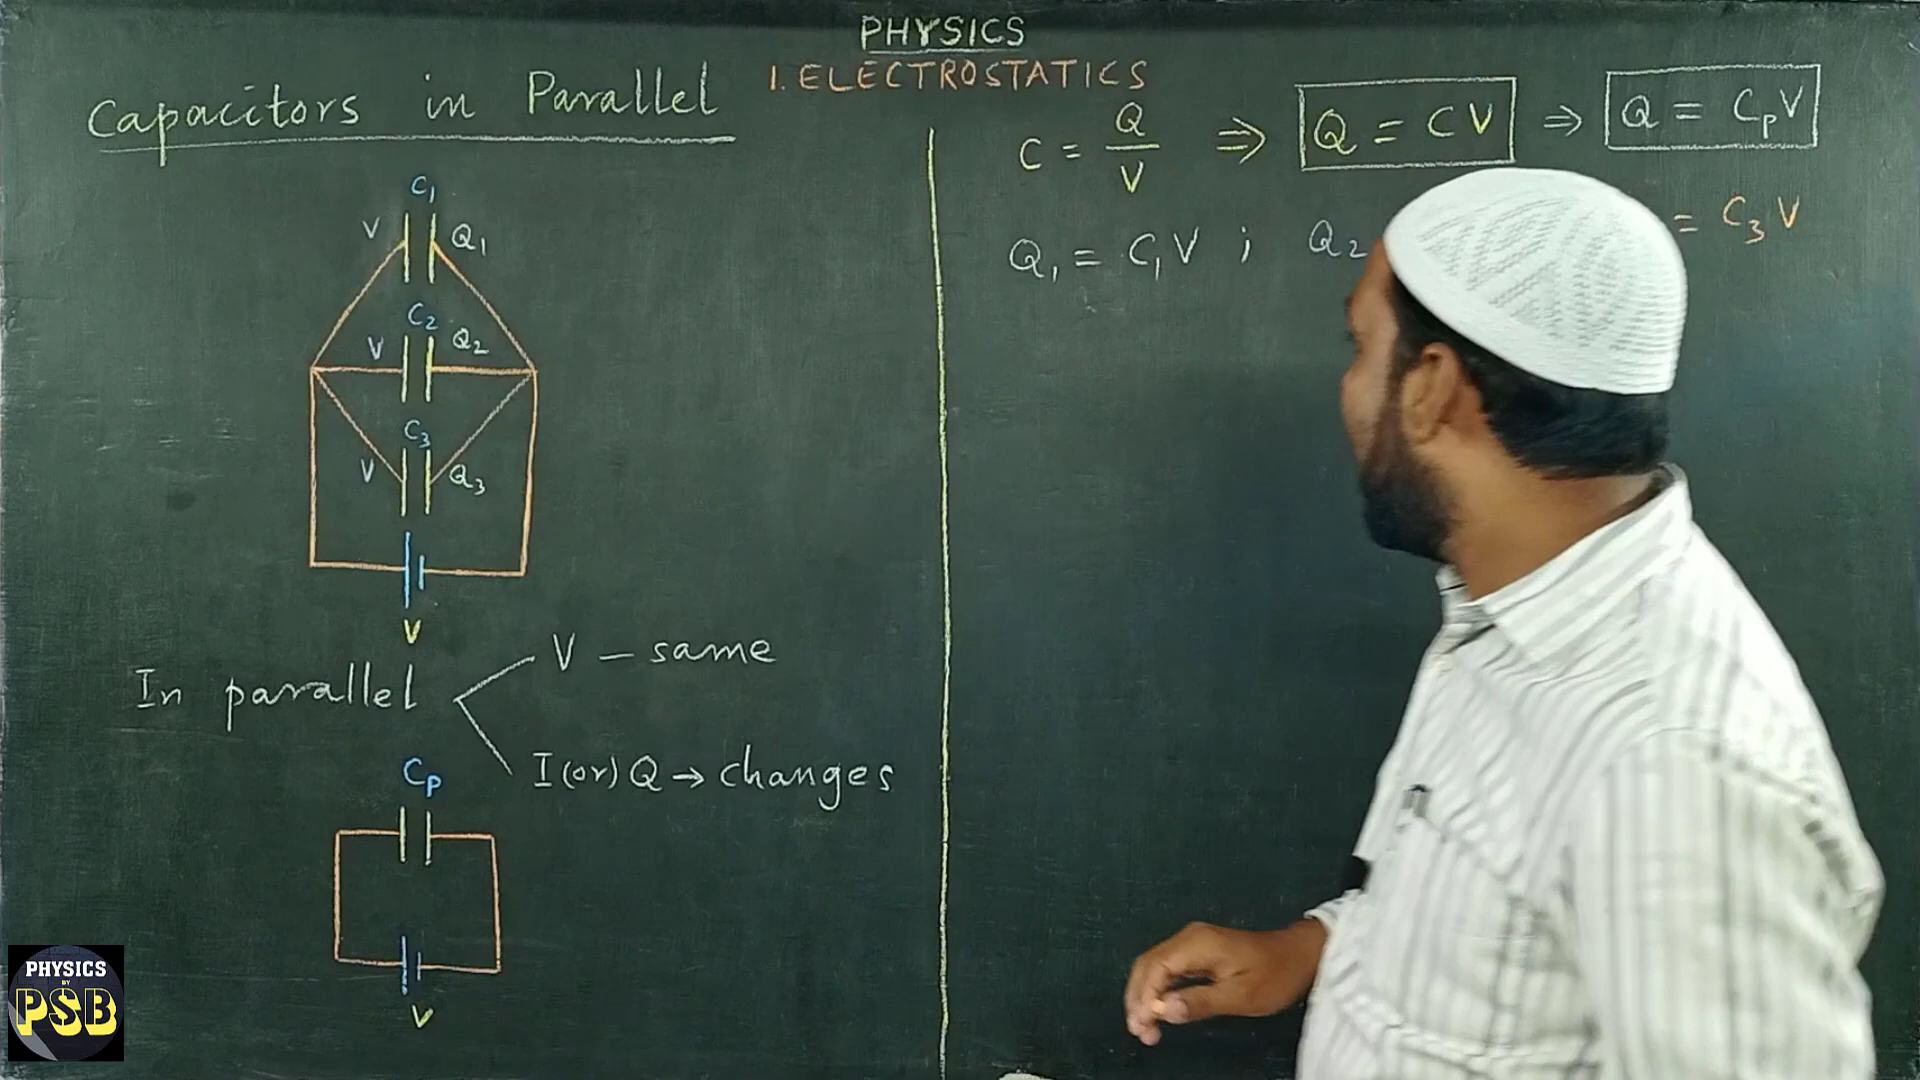 PHYSICS
1. ELECTROSTATICS
Capacitors in Parallel
C₁
V Q₁
C₂
V Q₂
C₃
V Q₃
V
In parallel
V – same
I (or) Q → changes
Cₚ
V
C = Q/V ⇒ Q = CV ⇒ Q = CₚV
Q₁ = C₁V ; Q₂ = C₃V
PHYSICS
BY
PSB